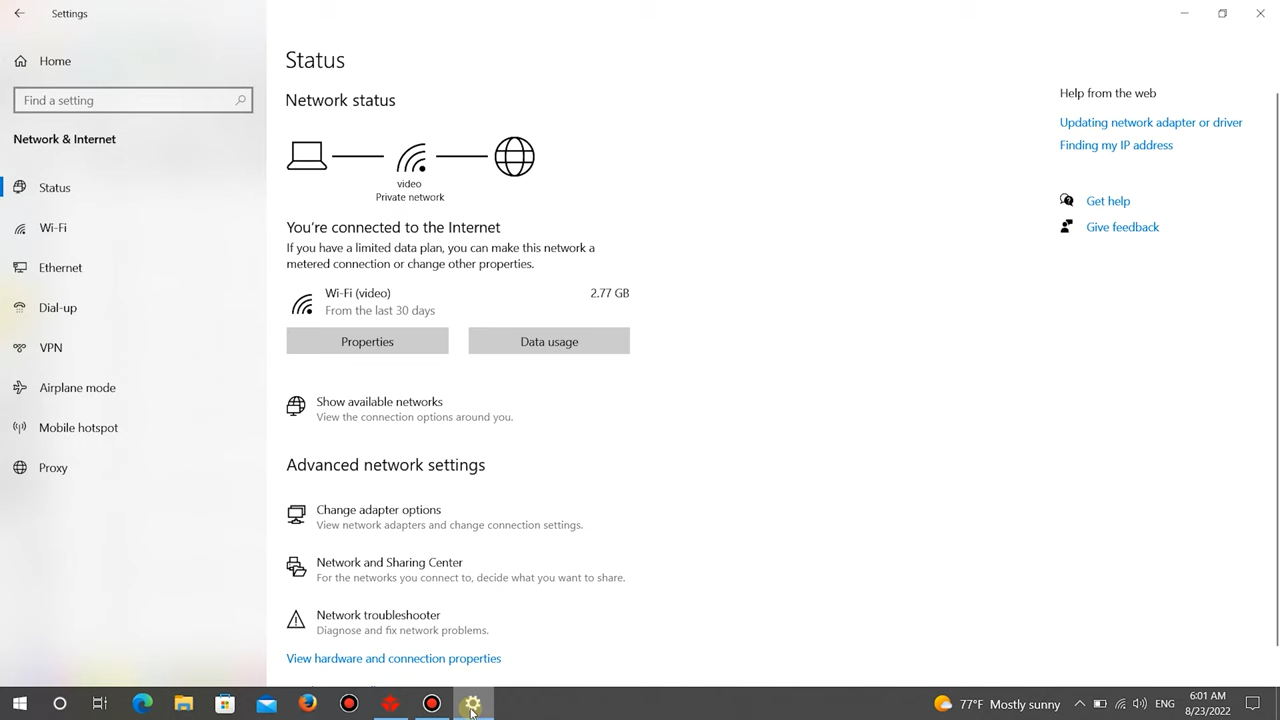 Settings
Home
Find a setting
Network & Internet
Status
Wi-Fi
Ethernet
Dial-up
VPN
Airplane mode
Mobile hotspot
Proxy
Status
Network status
video
Private network
You're connected to the Internet
If you have a limited data plan, you can make this network a
metered connection or change other properties.
Wi-Fi (video) 2.77 GB
From the last 30 days
Properties Data usage
Show available networks
View the connection options around you.
Advanced network settings
Change adapter options
View network adapters and change connection settings.
Network and Sharing Center
For the networks you connect to, decide what you want to share.
Network troubleshooter
Diagnose and fix network problems.
View hardware and connection properties
Help from the web
Updating network adapter or driver
Finding my IP address
Get help
Give feedback
77°F Mostly sunny ENG 6:01 AM
8/23/2022